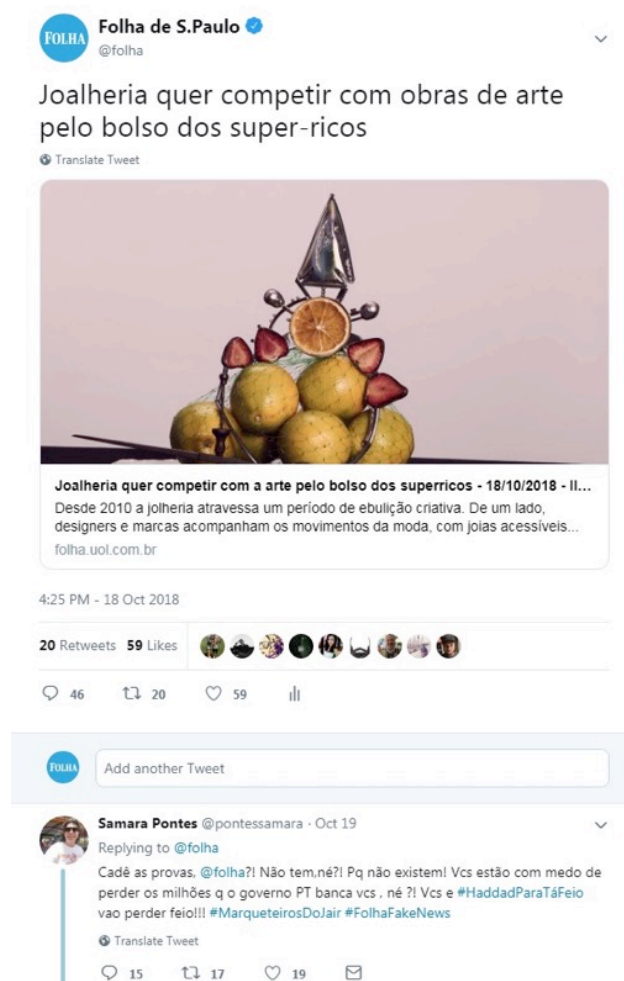 FOLHA
Folha de S.Paulo
@folha
Joalheria quer competir com obras de arte
pelo bolso dos super-ricos
Translate Tweet
Joalheria quer competir com a arte pelo bolso dos superricos - 18/10/2018 - Il...
Desde 2010 a jolheria atravessa um período de ebulição criativa. De um lado,
designers e marcas acompanham os movimentos da moda, com joias acessíveis...
folha.uol.com.br
4:25 PM - 18 Oct 2018
20 Retweets 59 Likes
46 20 59
FOLHA
Add another Tweet
Samara Pontes @pontessamara · Oct 19
Replying to @folha
Cadê as provas, @folha?! Não tem,né?! Pq não existem! Vcs estão com medo de
perder os milhões q o governo PT banca vcs , né ?! Vcs e #HaddadParaTáFeio
vao perder feio!!! #MarqueteirosDoJair #FolhaFakeNews
Translate Tweet
15 17 19